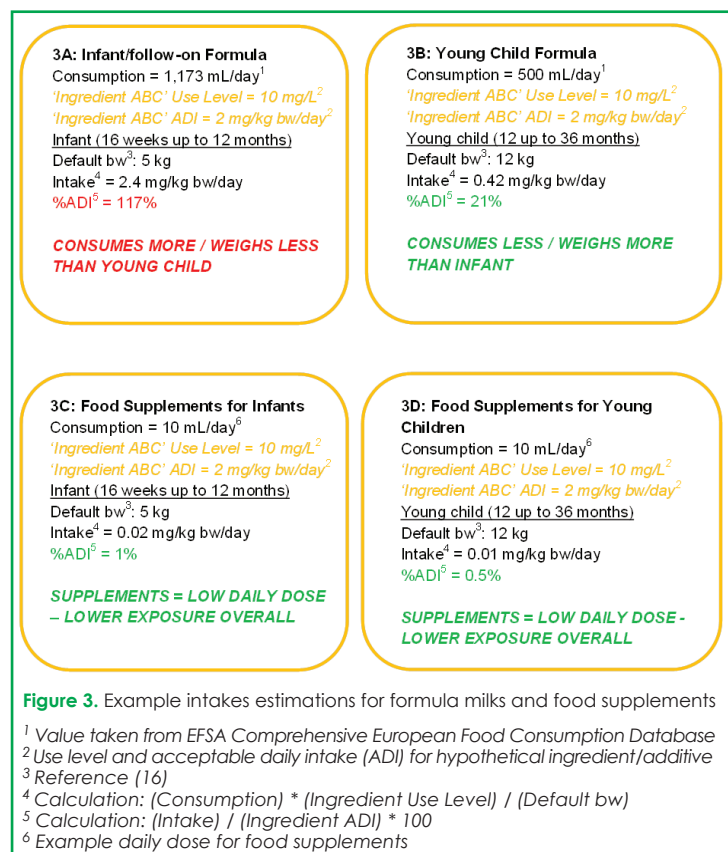 3A: Infant/follow-on Formula
Consumption = 1,173 mL/day¹
'Ingredient ABC' Use Level = 10 mg/L²
'Ingredient ABC' ADI = 2 mg/kg bw/day²
Infant (16 weeks up to 12 months)
Default bw³: 5 kg
Intake⁴ = 2.4 mg/kg bw/day
%ADI⁵ = 117%
CONSUMES MORE / WEIGHS LESS
THAN YOUNG CHILD
3B: Young Child Formula
Consumption = 500 mL/day¹
'Ingredient ABC' Use Level = 10 mg/L²
'Ingredient ABC' ADI = 2 mg/kg bw/day²
Young child (12 up to 36 months)
Default bw³: 12 kg
Intake⁴ = 0.42 mg/kg bw/day
%ADI⁵ = 21%
CONSUMES LESS / WEIGHS MORE
THAN INFANT
3C: Food Supplements for Infants
Consumption = 10 mL/day⁶
'Ingredient ABC' Use Level = 10 mg/L²
'Ingredient ABC' ADI = 2 mg/kg bw/day²
Infant (16 weeks up to 12 months)
Default bw³: 5 kg
Intake⁴ = 0.02 mg/kg bw/day
%ADI⁵ = 1%
SUPPLEMENTS = LOW DAILY DOSE
– LOWER EXPOSURE OVERALL
3D: Food Supplements for Young
Children
Consumption = 10 mL/day⁶
'Ingredient ABC' Use Level = 10 mg/L²
'Ingredient ABC' ADI = 2 mg/kg bw/day²
Young child (12 up to 36 months)
Default bw³: 12 kg
Intake⁴ = 0.01 mg/kg bw/day
%ADI⁵ = 0.5%
SUPPLEMENTS = LOW DAILY DOSE -
LOWER EXPOSURE OVERALL
Figure 3. Example intakes estimations for formula milks and food supplements
¹ Value taken from EFSA Comprehensive European Food Consumption Database
² Use level and acceptable daily intake (ADI) for hypothetical ingredient/additive
³ Reference (16)
⁴ Calculation: (Consumption) * (Ingredient Use Level) / (Default bw)
⁵ Calculation: (Intake) / (Ingredient ADI) * 100
⁶ Example daily dose for food supplements